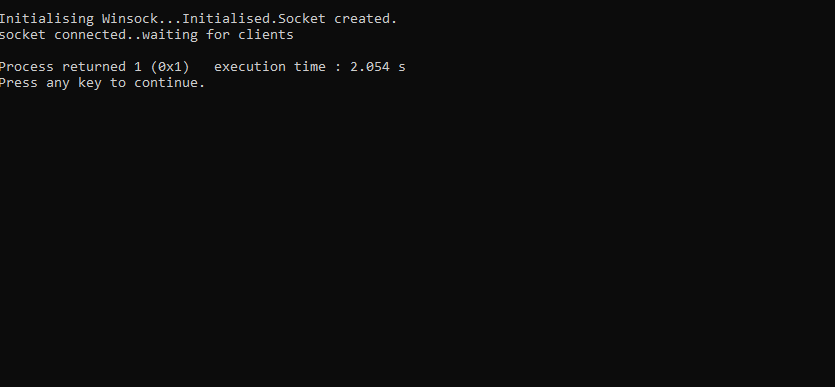 Initialising Winsock...Initialised.Socket created.
socket connected..waiting for clients
Process returned 1 (0x1)   execution time : 2.054 s
Press any key to continue.